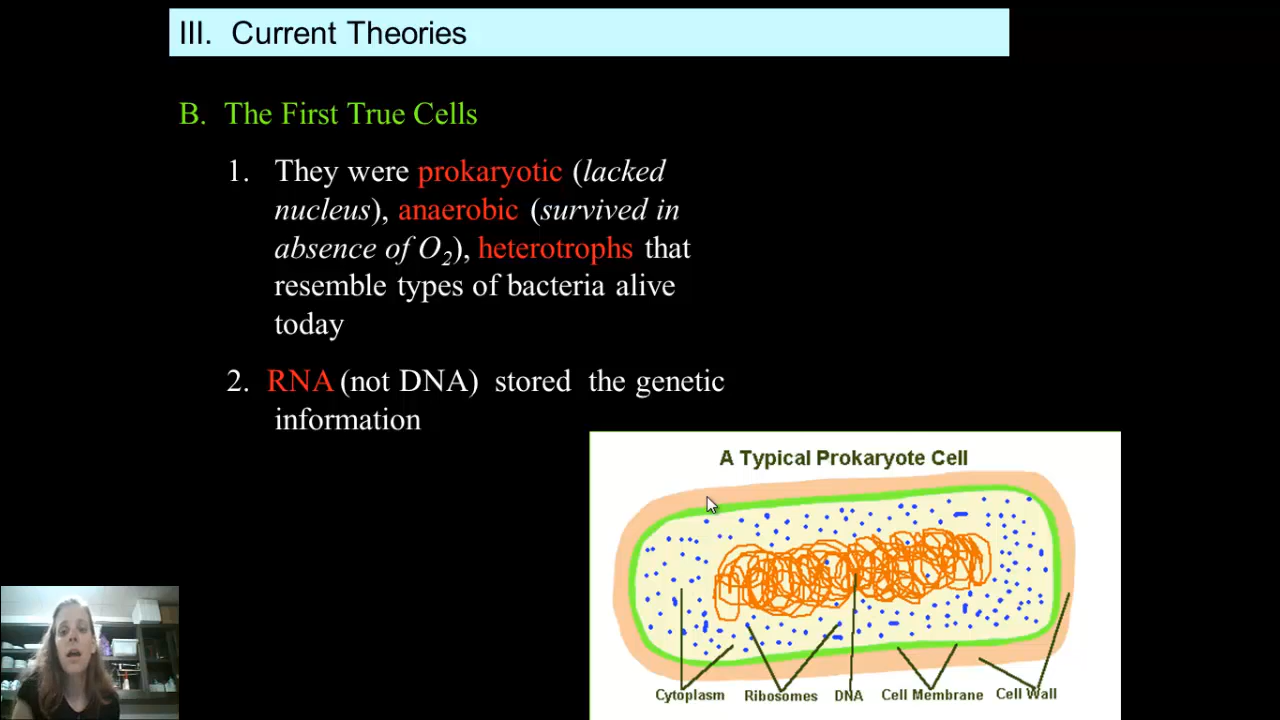 III. Current Theories
B. The First True Cells
1. They were prokaryotic (lacked
nucleus), anaerobic (survived in
absence of O2), heterotrophs that
resemble types of bacteria alive
today
2. RNA (not DNA) stored the genetic
information
A Typical Prokaryote Cell
Cytoplasm Ribosomes DNA Cell Membrane Cell Wall